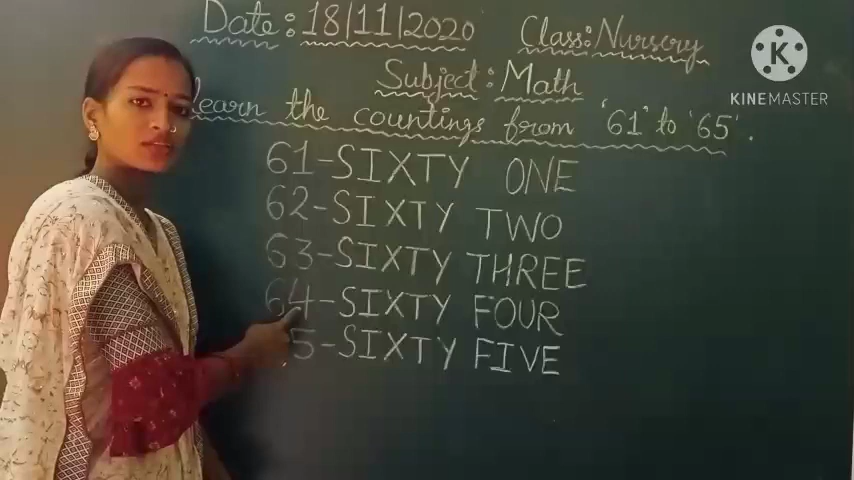 Date: 18/11/2020 Class: Nursery
Subject: Math
learn the countings from '61' to '65'.
61-SIXTY ONE
62-SIXTY TWO
63-SIXTY THREE
64-SIXTY FOUR
5-SIXTY FIVE
KINEMASTER